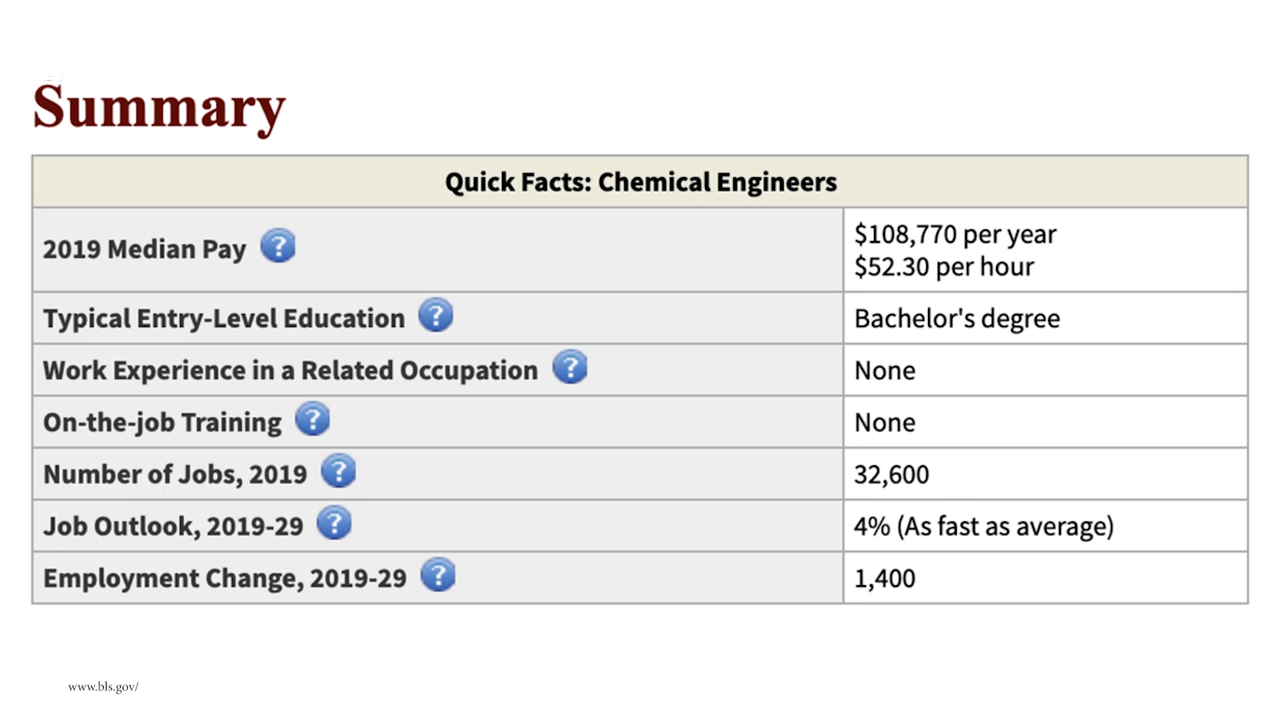 Summary
Quick Facts: Chemical Engineers
2019 Median Pay ?
$108,770 per year
$52.30 per hour
Typical Entry-Level Education ?
Bachelor's degree
Work Experience in a Related Occupation ?
None
On-the-job Training ?
None
Number of Jobs, 2019 ?
32,600
Job Outlook, 2019-29 ?
4% (As fast as average)
Employment Change, 2019-29 ?
1,400
www.bls.gov/